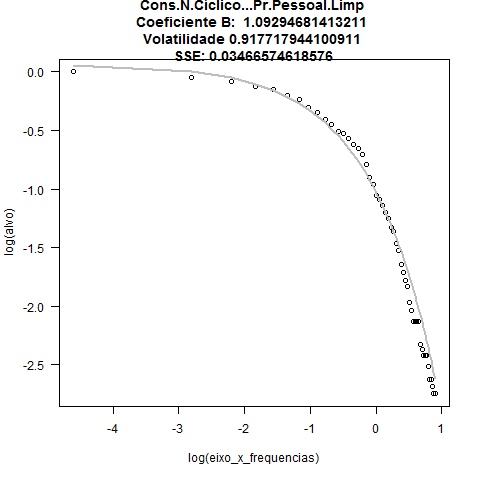 Cons.N.Ciclico...Pr.Pessoal.Limp
Coeficiente B:  1.09294681413211
Volatilidade 0.917717944100911
SSE: 0.03466574618576
0.0
-0.5
-1.0
-1.5
-2.0
-2.5
log(alvo)
-4
-3
-2
-1
0
1
log(eixo_x_frequencias)